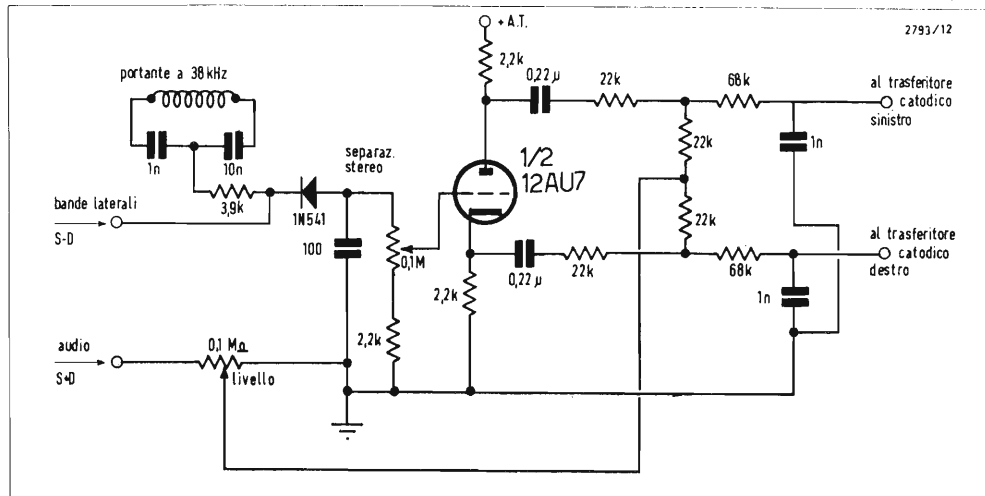 2793/12
+ A.T.
2,2k
portante a 38kHz
0,22 µ
22k
68k
al trasferitore
catodico
sinistro
1n
10n
separaz.
stereo
1/2
12AU7
22k
1n
3,9k
1N541
bande laterali
S-D
100
0,1M
22k
al trasferitore
catodico
destro
0,22 µ
22k
68k
2,2k
1n
2,2k
audio
S+D
0,1 MΩ
livello